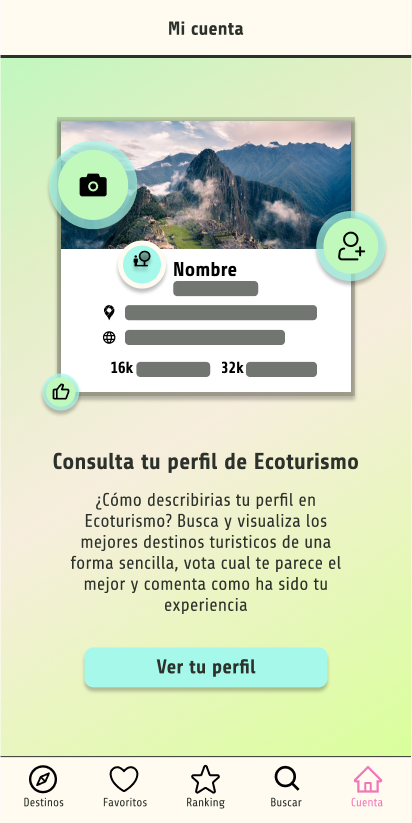 Mi cuenta
Nombre
16k 32k
Consulta tu perfil de Ecoturismo
¿Cómo describirias tu perfil en
Ecoturismo? Busca y visualiza los
mejores destinos turisticos de una
forma sencilla, vota cual te parece el
mejor y comenta como ha sido tu
experiencia
Ver tu perfil
Destinos Favoritos Ranking Buscar Cuenta